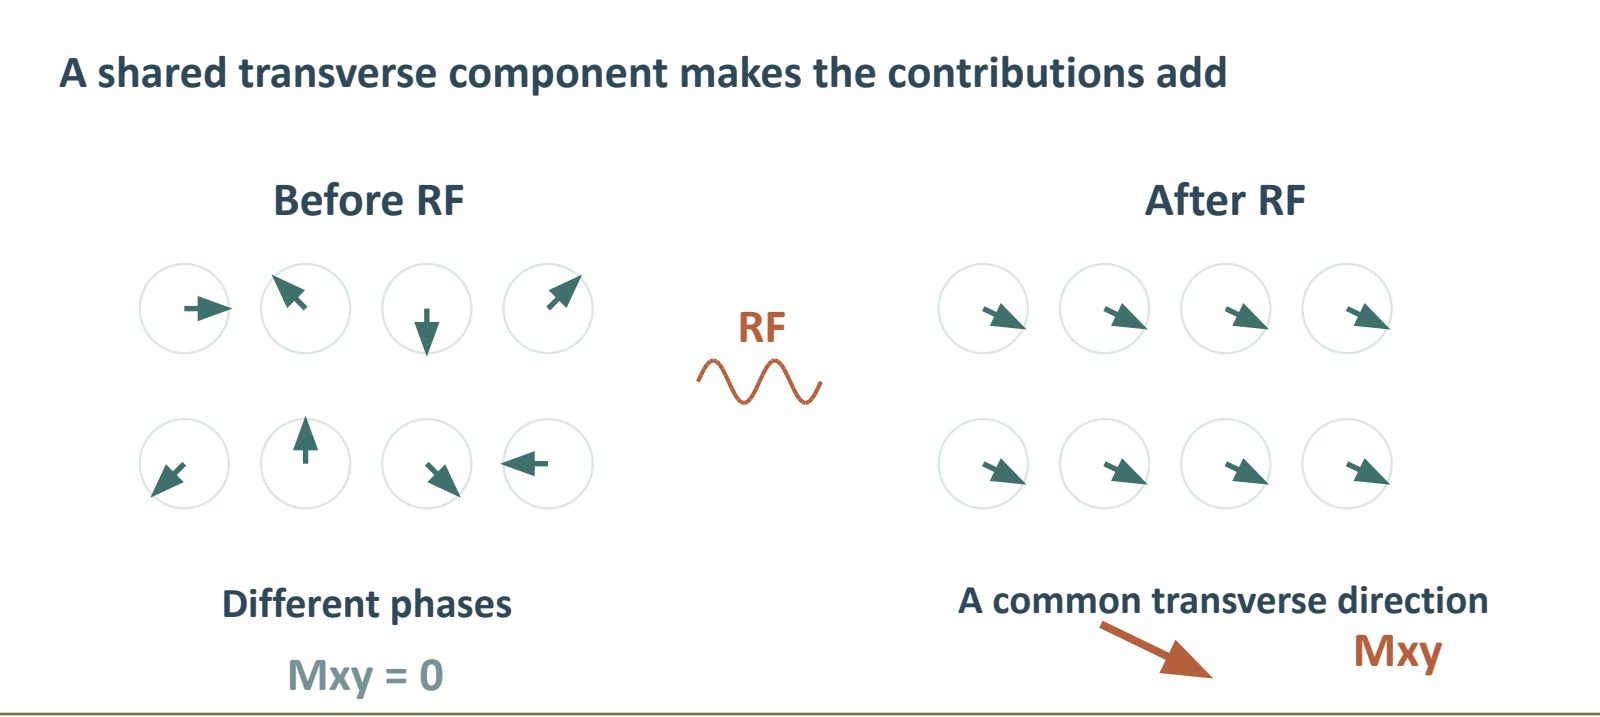 A shared transverse component makes the contributions add
Before RF
After RF
RF
Different phases
Mxy = 0
A common transverse direction
Mxy